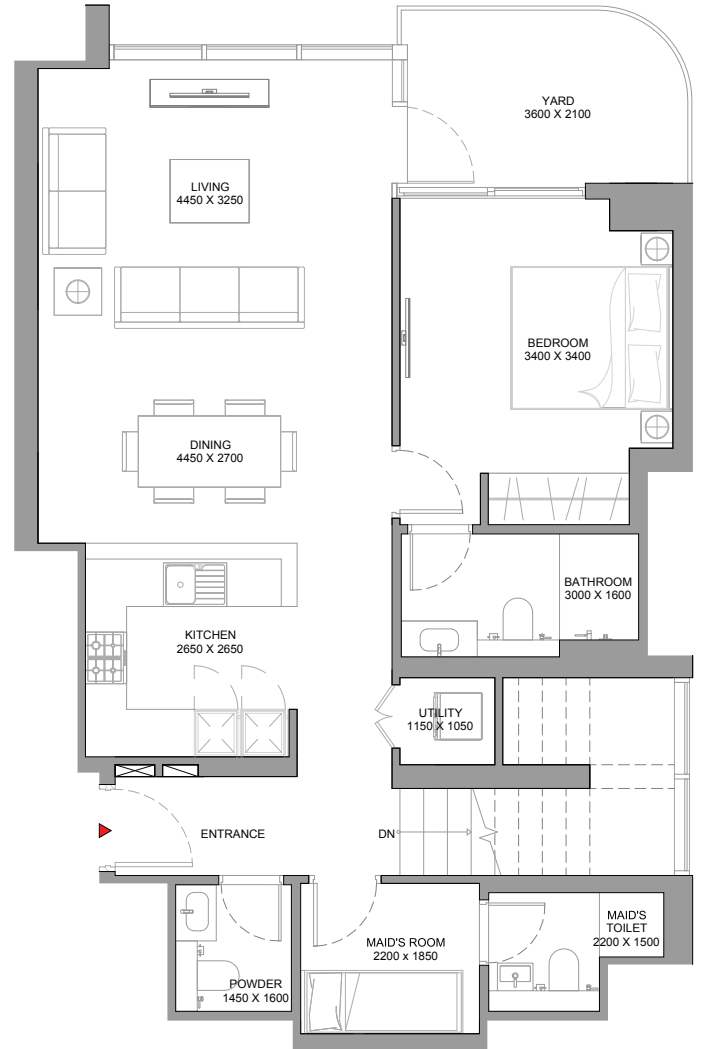 YARD
3600 X 2100
LIVING
4450 X 3250
BEDROOM
3400 X 3400
DINING
4450 X 2700
BATHROOM
3000 X 1600
KITCHEN
2650 X 2650
UTILITY
1150 X 1050
ENTRANCE
DN
MAID'S
TOILET
2200 X 1500
MAID'S ROOM
2200 x 1850
POWDER
1450 X 1600